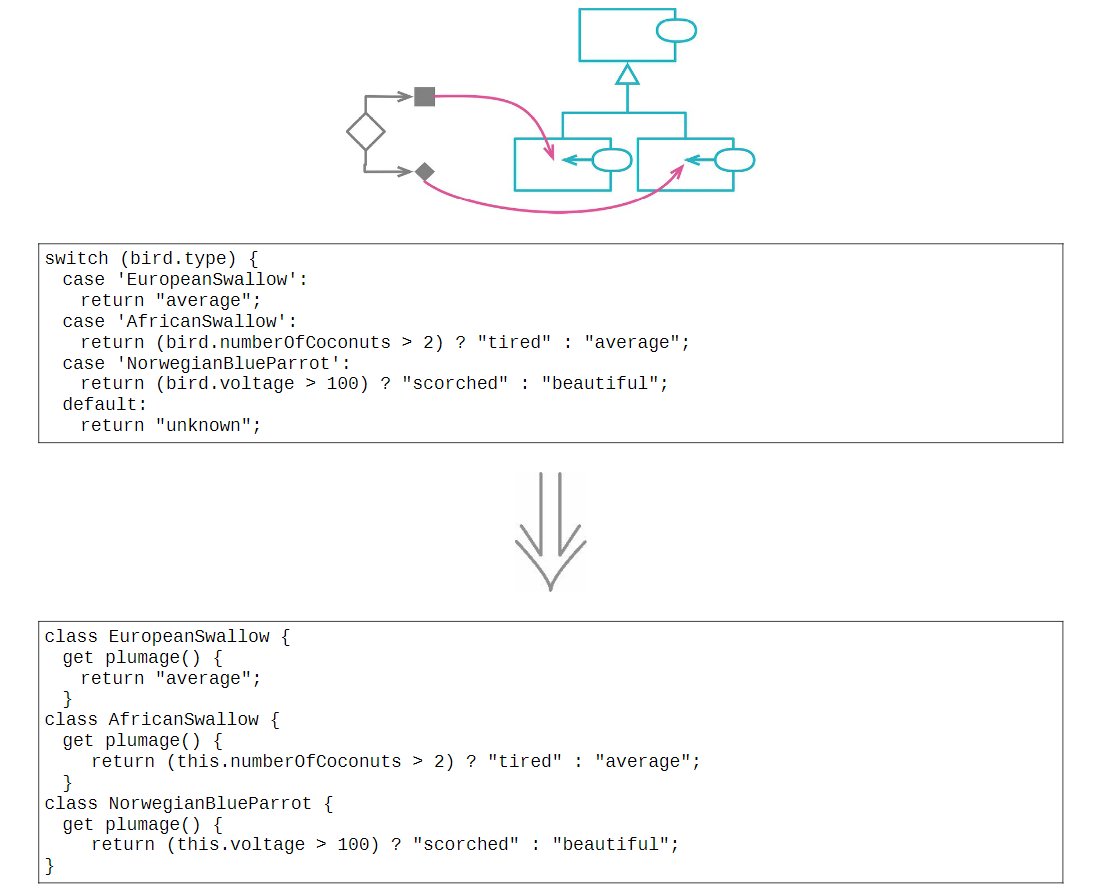 switch (bird.type) {
  case 'EuropeanSwallow':
    return "average";
  case 'AfricanSwallow':
    return (bird.numberOfCoconuts > 2) ? "tired" : "average";
  case 'NorwegianBlueParrot':
    return (bird.voltage > 100) ? "scorched" : "beautiful";
  default:
    return "unknown";
class EuropeanSwallow {
  get plumage() {
    return "average";
  }
class AfricanSwallow {
  get plumage() {
     return (this.numberOfCoconuts > 2) ? "tired" : "average";
  }
class NorwegianBlueParrot {
  get plumage() {
     return (this.voltage > 100) ? "scorched" : "beautiful";
}